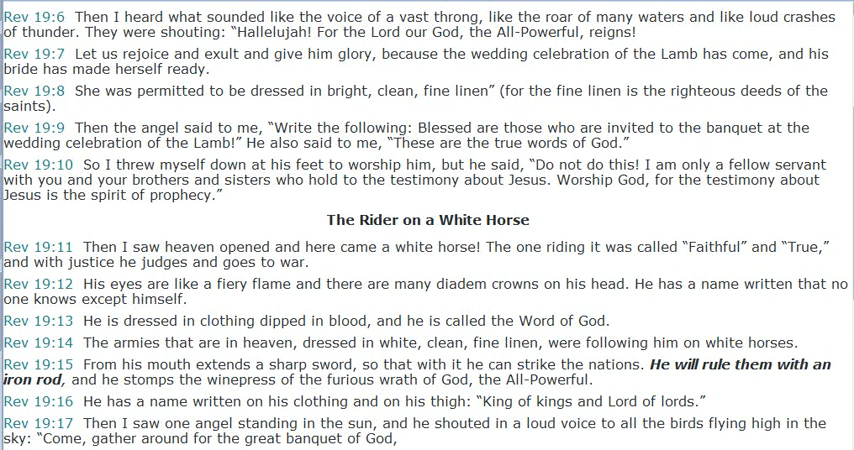 Rev 19:6 Then I heard what sounded like the voice of a vast throng, like the roar of many waters and like loud crashes
of thunder. They were shouting: “Hallelujah! For the Lord our God, the All-Powerful, reigns!
Rev 19:7 Let us rejoice and exult and give him glory, because the wedding celebration of the Lamb has come, and his
bride has made herself ready.
Rev 19:8 She was permitted to be dressed in bright, clean, fine linen” (for the fine linen is the righteous deeds of the
saints).
Rev 19:9 Then the angel said to me, “Write the following: Blessed are those who are invited to the banquet at the
wedding celebration of the Lamb!” He also said to me, “These are the true words of God.”
Rev 19:10 So I threw myself down at his feet to worship him, but he said, “Do not do this! I am only a fellow servant
with you and your brothers and sisters who hold to the testimony about Jesus. Worship God, for the testimony about
Jesus is the spirit of prophecy.”
The Rider on a White Horse
Rev 19:11 Then I saw heaven opened and here came a white horse! The one riding it was called “Faithful” and “True,”
and with justice he judges and goes to war.
Rev 19:12 His eyes are like a fiery flame and there are many diadem crowns on his head. He has a name written that no
one knows except himself.
Rev 19:13 He is dressed in clothing dipped in blood, and he is called the Word of God.
Rev 19:14 The armies that are in heaven, dressed in white, clean, fine linen, were following him on white horses.
Rev 19:15 From his mouth extends a sharp sword, so that with it he can strike the nations. He will rule them with an
iron rod, and he stomps the winepress of the furious wrath of God, the All-Powerful.
Rev 19:16 He has a name written on his clothing and on his thigh: “King of kings and Lord of lords.”
Rev 19:17 Then I saw one angel standing in the sun, and he shouted in a loud voice to all the birds flying high in the
sky: “Come, gather around for the great banquet of God,